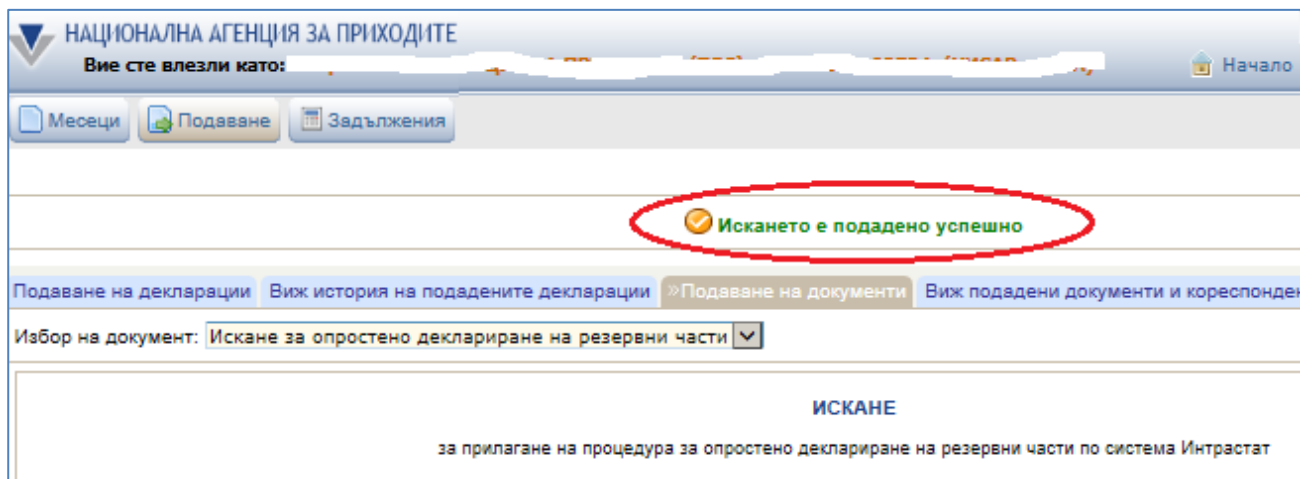 НАЦИОНАЛНА АГЕНЦИЯ ЗА ПРИХОДИТЕ
Вие сте влезли като:
Начало
Месеци Подаване Задължения
Искането е подадено успешно
Подаване на декларации Виж история на подадените декларации »Подаване на документи Виж подадени документи и кореспонден
Избор на документ: Искане за опростено деклариране на резервни части
ИСКАНЕ
за прилагане на процедура за опростено деклариране на резервни части по система Интрастат